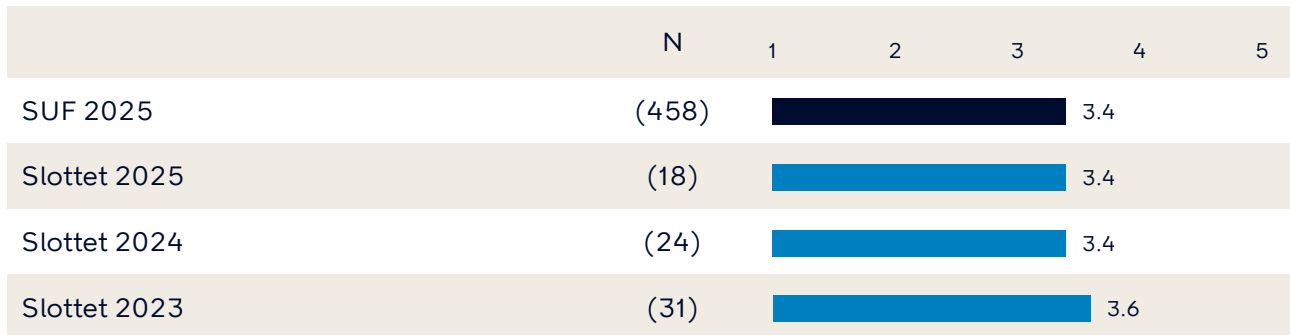 N 1 2 3 4 5
SUF 2025 (458) 3.4
Slottet 2025 (18) 3.4
Slottet 2024 (24) 3.4
Slottet 2023 (31) 3.6